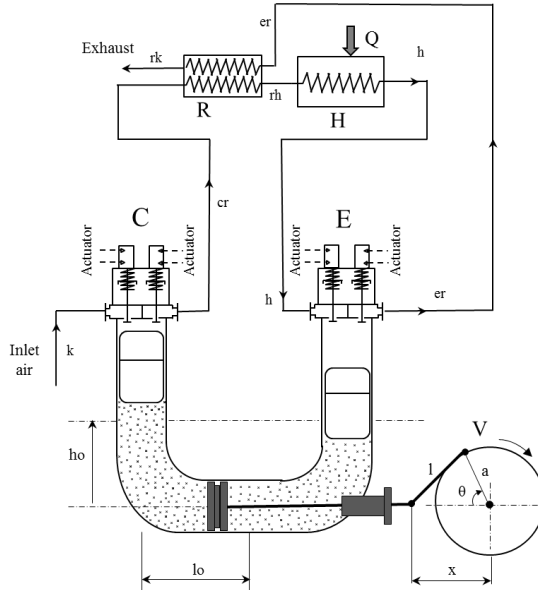 er
Q
Exhaust
rk
h
rh
R
H
C
E
Actuator
Actuator
Actuator
Actuator
cr
h
er
k
Inlet
air
ho
V
l
a
θ
lo
x